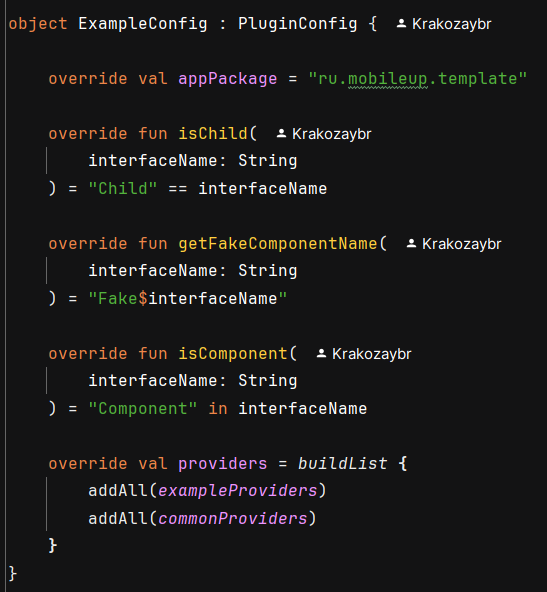 object ExampleConfig : PluginConfig { Krakozaybr
override val appPackage = "ru.mobileup.template"
override fun isChild( Krakozaybr
interfaceName: String
) = "Child" == interfaceName
override fun getFakeComponentName( Krakozaybr
interfaceName: String
) = "Fake$interfaceName"
override fun isComponent( Krakozaybr
interfaceName: String
) = "Component" in interfaceName
override val providers = buildList {
addAll(exampleProviders)
addAll(commonProviders)
}
}